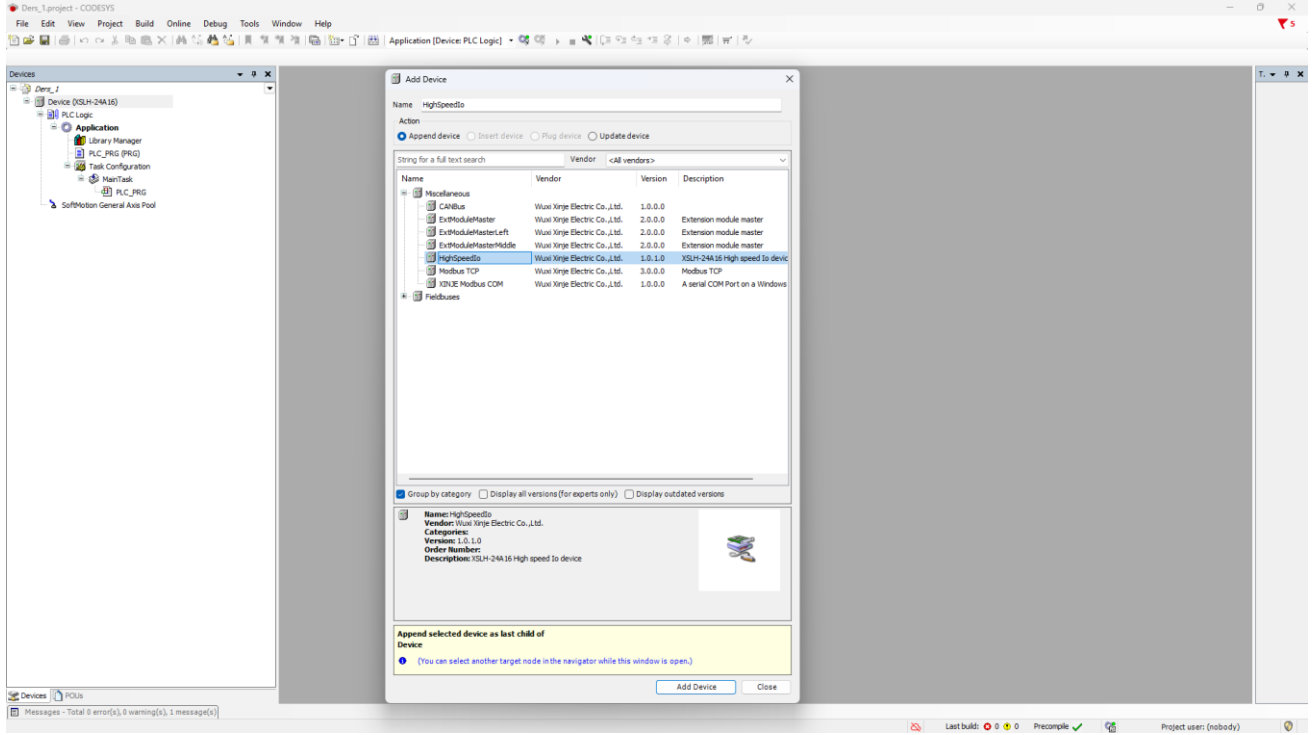 Ders_1.project - CODESYS
File Edit View Project Build Online Debug Tools Window Help
5
Application [Device: PLC Logic]
Devices
Ders_1
Device (XSLH-24A16)
PLC Logic
Application
Library Manager
PLC_PRG (PRG)
Task Configuration
MainTask
PLC_PRG
SoftMotion General Axis Pool
Devices POUs
Add Device
Name HighSpeedIo
Action
Append device Insert device Plug device Update device
String for a full text search Vendor <All vendors>
Name Vendor Version Description
Miscellaneous
CANBus Wuxi Xinje Electric Co.,Ltd. 1.0.0.0
ExtModuleMaster Wuxi Xinje Electric Co.,Ltd. 2.0.0.0 Extension module master
ExtModuleMasterLeft Wuxi Xinje Electric Co.,Ltd. 2.0.0.0 Extension module master
ExtModuleMasterMiddle Wuxi Xinje Electric Co.,Ltd. 2.0.0.0 Extension module master
HighSpeedIo Wuxi Xinje Electric Co.,Ltd. 1.0.1.0 XSLH-24A16 High speed Io devic
Modbus TCP Wuxi Xinje Electric Co.,Ltd. 3.0.0.0 Modbus TCP
XINJE Modbus COM Wuxi Xinje Electric Co.,Ltd. 1.0.0.0 A serial COM Port on a Windows
Fieldbuses
Group by category Display all versions (for experts only) Display outdated versions
Name: HighSpeedIo
Vendor: Wuxi Xinje Electric Co.,Ltd.
Categories:
Version: 1.0.1.0
Order Number:
Description: XSLH-24A16 High speed Io device
Append selected device as last child of
Device
(You can select another target node in the navigator while this window is open.)
Add Device Close
T..
Messages - Total 0 error(s), 0 warning(s), 1 message(s)
Last build: 0 0 Precompile Project user: (nobody)